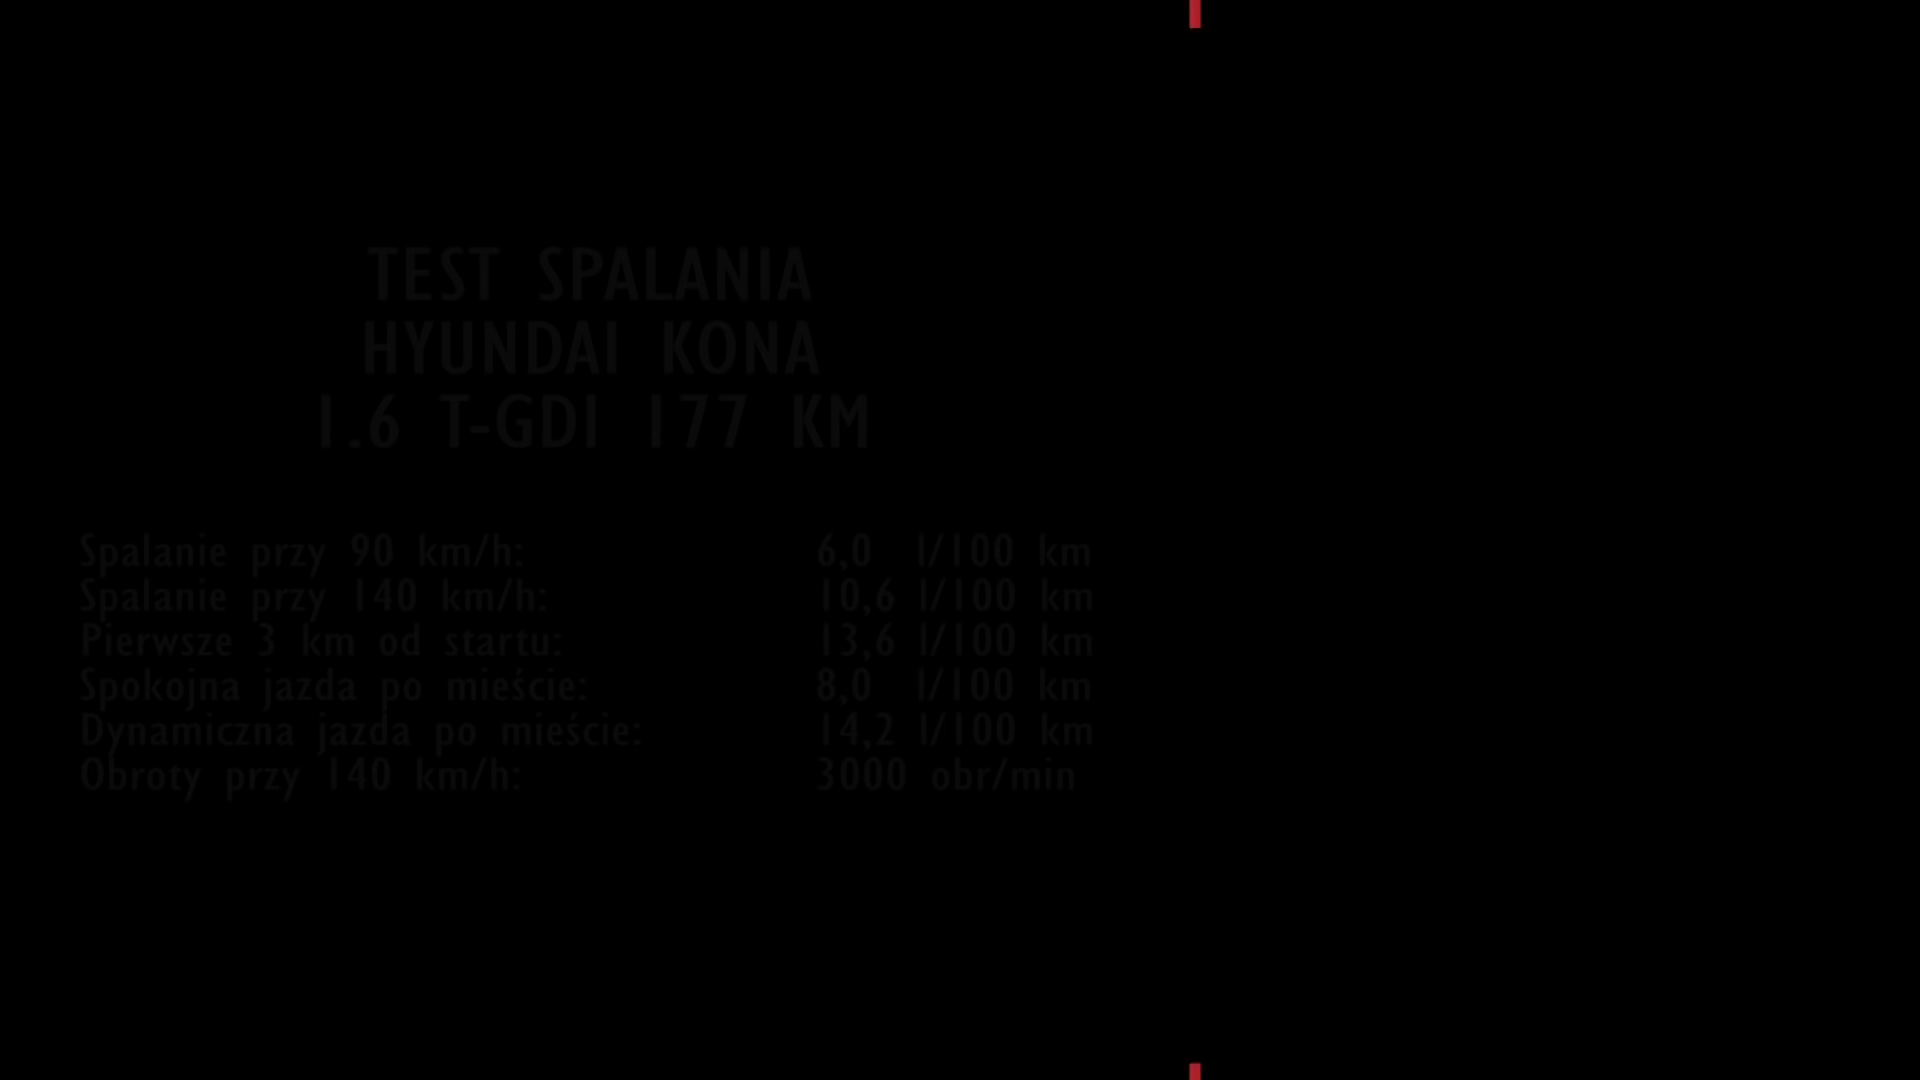 TEST SPALANIA
HYUNDAI KONA
1.6 T-GDI 177 KM
Spalanie przy 90 km/h: 6,0 l/100 km
Spalanie przy 140 km/h: 10,6 l/100 km
Pierwsze 3 km od startu: 13,6 l/100 km
Spokojna jazda po mieście: 8,0 l/100 km
Dynamiczna jazda po mieście: 14,2 l/100 km
Obroty przy 140 km/h: 3000 obr/min